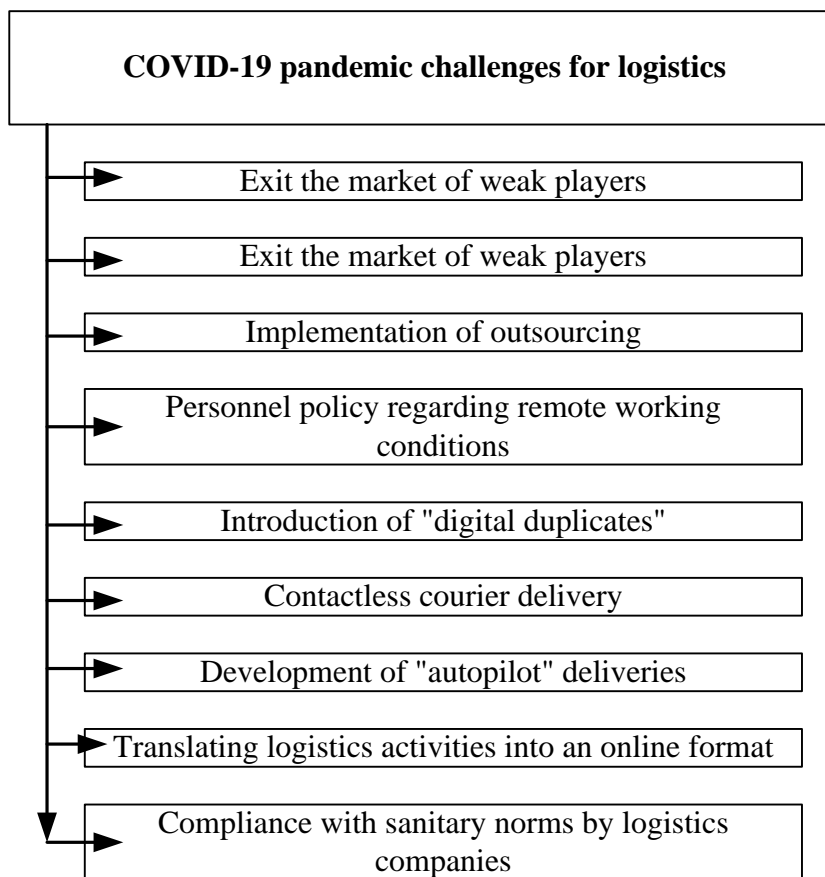 COVID-19 pandemic challenges for logistics
Exit the market of weak players
Exit the market of weak players
Implementation of outsourcing
Personnel policy regarding remote working
conditions
Introduction of "digital duplicates"
Contactless courier delivery
Development of "autopilot" deliveries
Translating logistics activities into an online format
Compliance with sanitary norms by logistics
companies